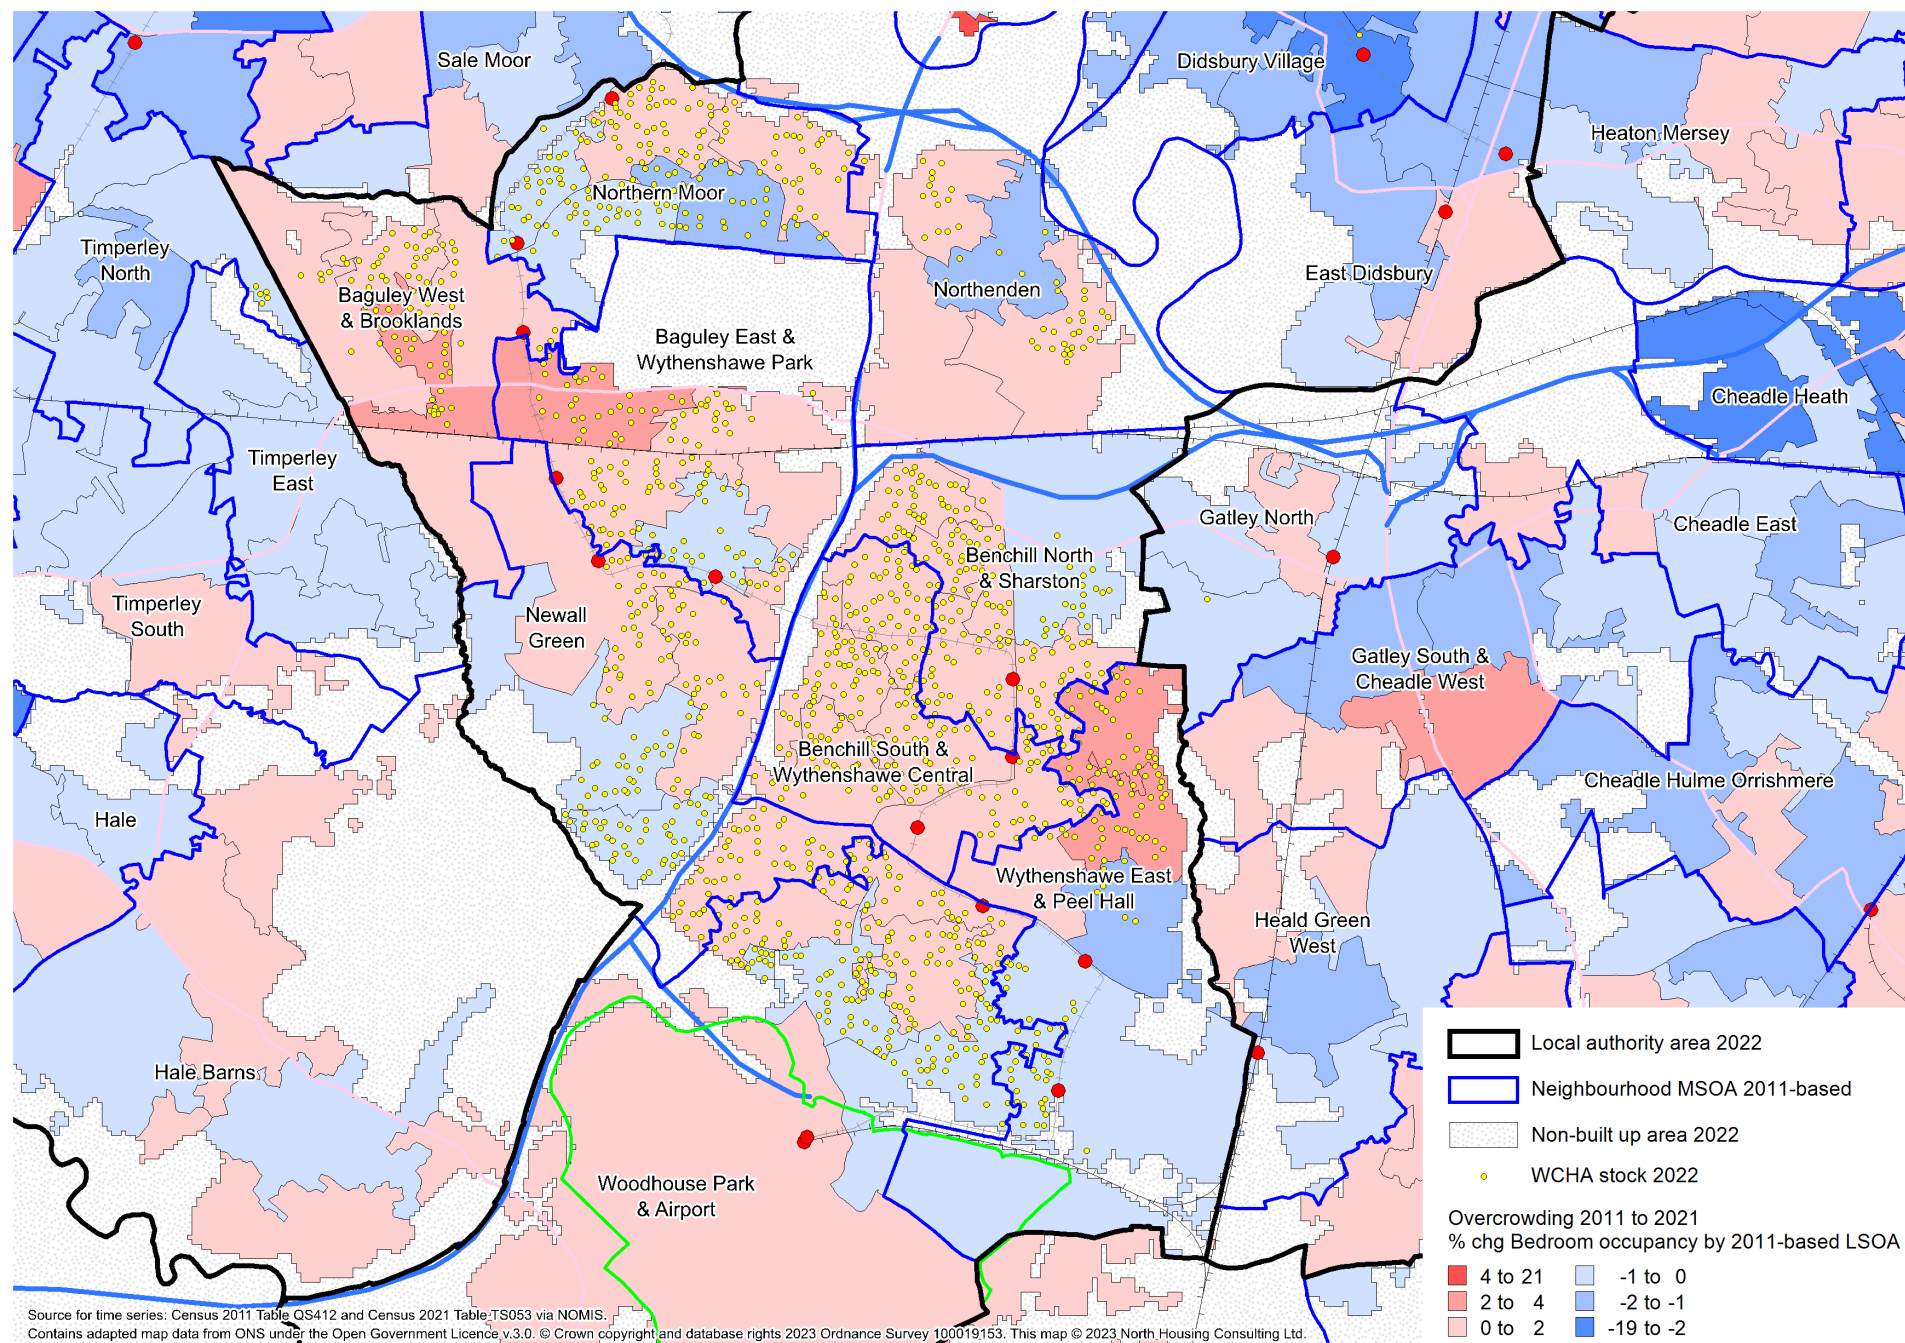 Sale Moor
Didsbury Village
Heaton Mersey
Northern Moor
Timperley
North
East Didsbury
Baguley West
& Brooklands
Northenden
Baguley East &
Wythenshawe Park
Cheadle Heath
Timperley
East
Gatley North
Cheadle East
Benchill North
& Sharston
Timperley
South
Newall
Green
Gatley South &
Cheadle West
Benchill South &
Wythenshawe Central
Cheadle Hulme Orrishmere
Hale
Wythenshawe East
& Peel Hall
Heald Green
West
Hale Barns
Woodhouse Park
& Airport
Local authority area 2022
Neighbourhood MSOA 2011-based
Non-built up area 2022
WCHA stock 2022
Overcrowding 2011 to 2021
% chg Bedroom occupancy by 2011-based LSOA
4 to 21
-1 to 0
2 to 4
-2 to -1
0 to 2
-19 to -2
Source for time series: Census 2011 Table QS412 and Census 2021 Table TS053 via NOMIS.
Contains adapted map data from ONS under the Open Government Licence v.3.0. © Crown copyright and database rights 2023 Ordnance Survey 100019153. This map © 2023 North Housing Consulting Ltd.